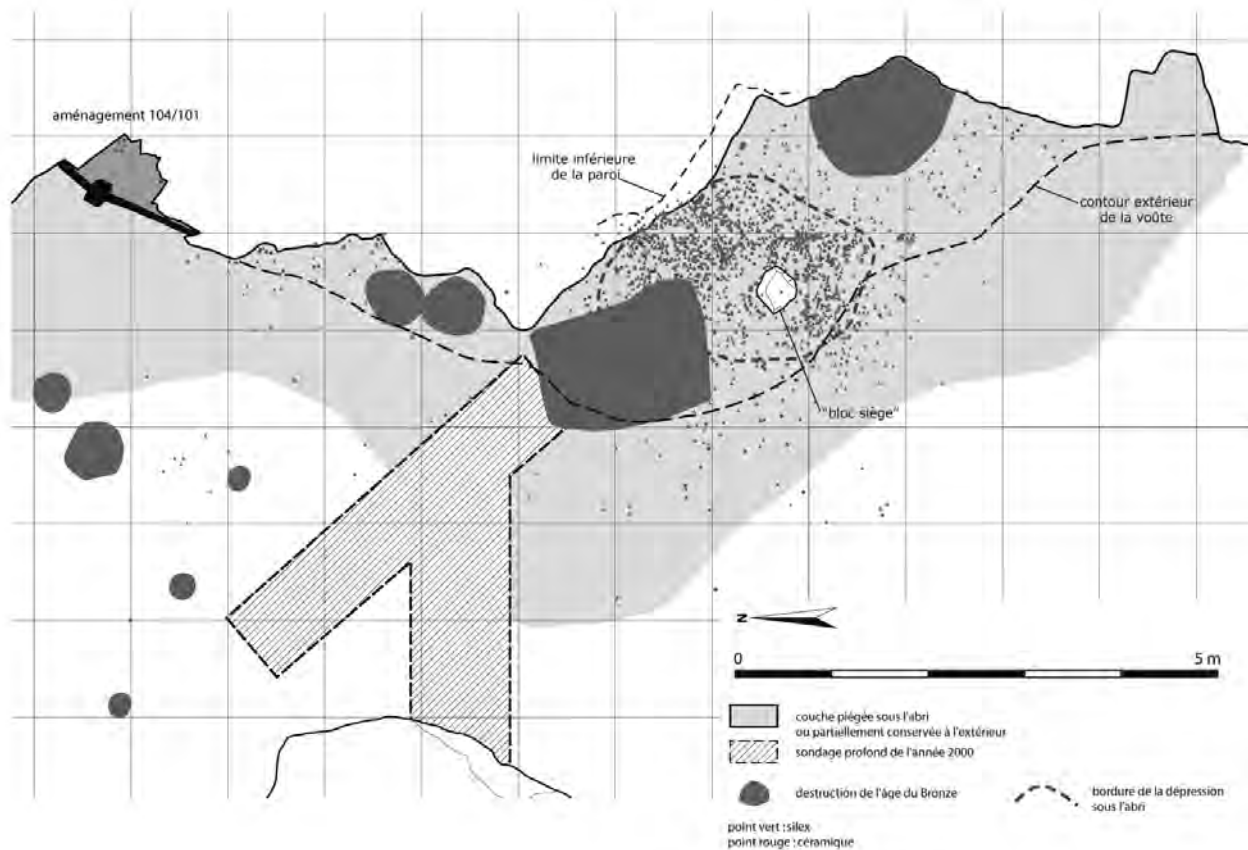 aménagement 104/101
limite inférieure
de la paroi
contour extérieur
de la voûte
"bloc siège"
N
0
5 m
couche piégée sous l'abri
ou partiellement conservée à l'extérieur
sondage profond de l'année 2000
destruction de l'âge du Bronze
bordure de la dépression
sous l'abri
point vert : silex
point rouge : céramique